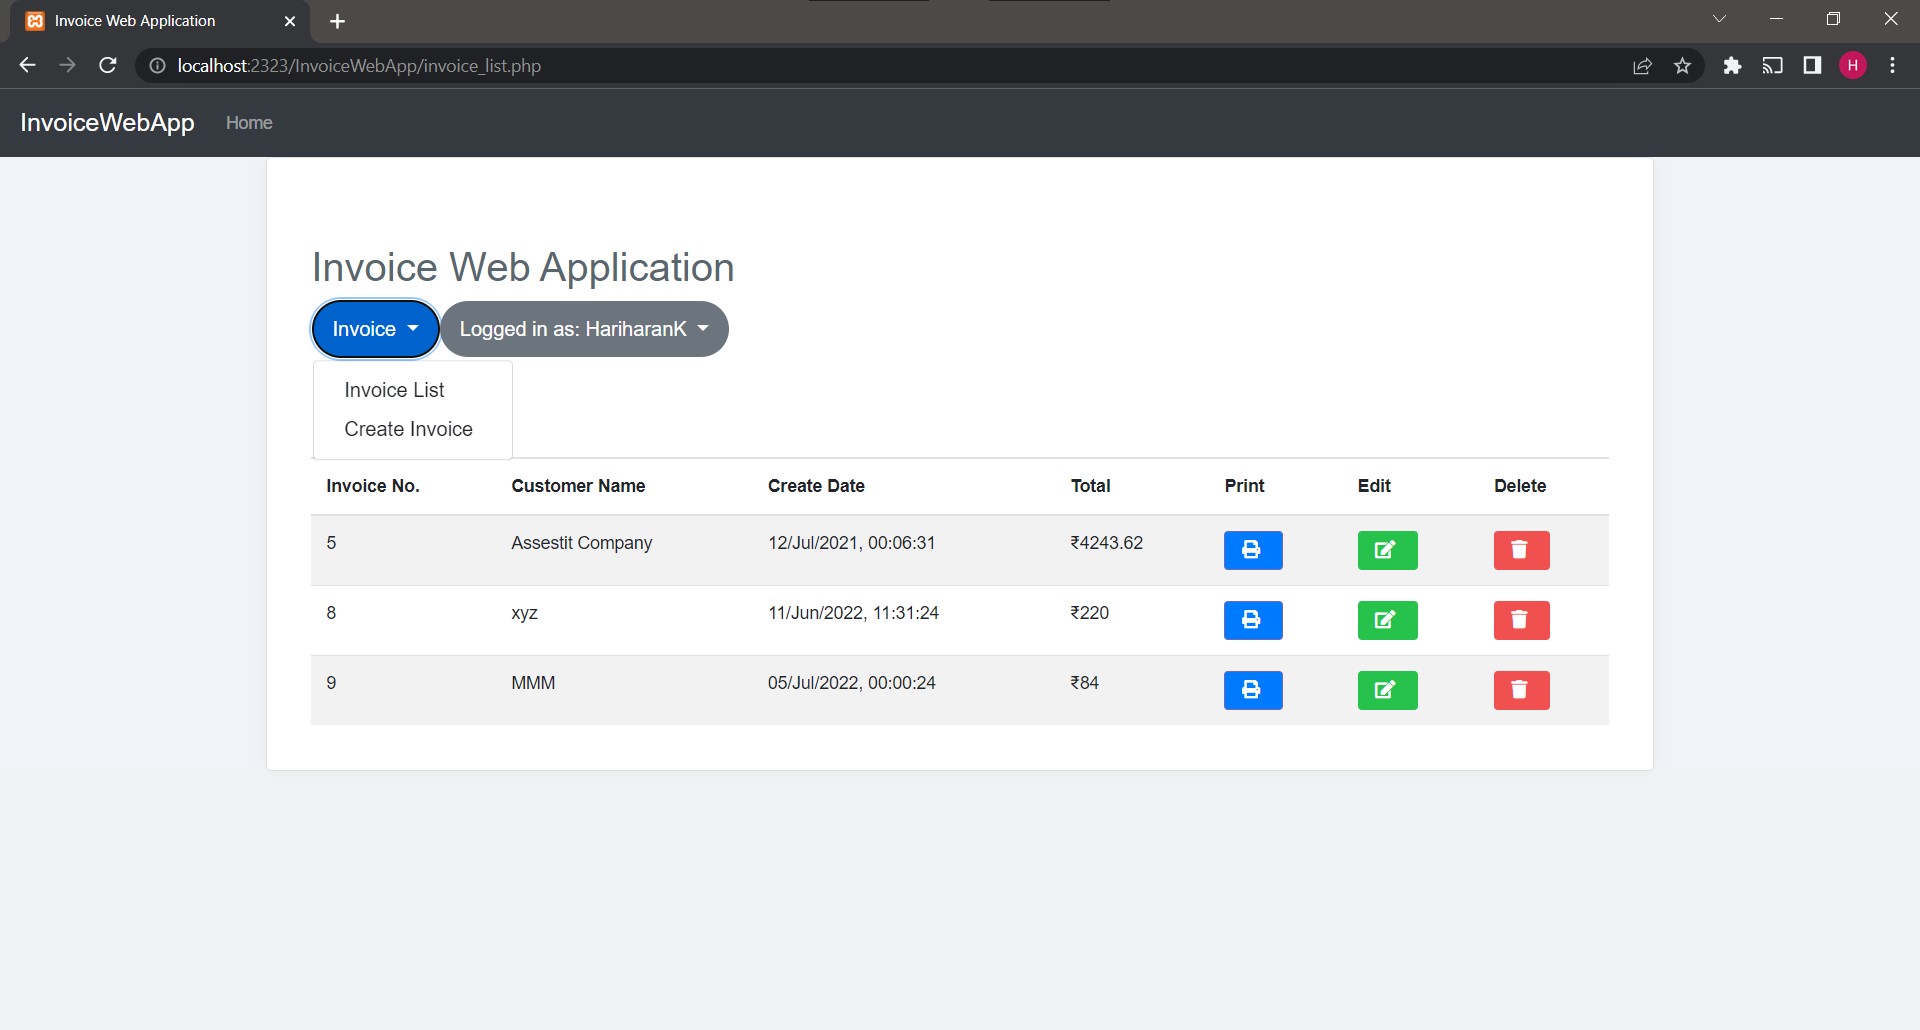 Invoice Web Application
localhost:2323/InvoiceWebApp/invoice_list.php
H
InvoiceWebApp Home
Invoice Web Application
Invoice Logged in as: HariharanK
Invoice List
Create Invoice
Invoice No. Customer Name Create Date Total Print Edit Delete
5 Assestit Company 12/Jul/2021, 00:06:31 ₹4243.62
8 xyz 11/Jun/2022, 11:31:24 ₹220
9 MMM 05/Jul/2022, 00:00:24 ₹84